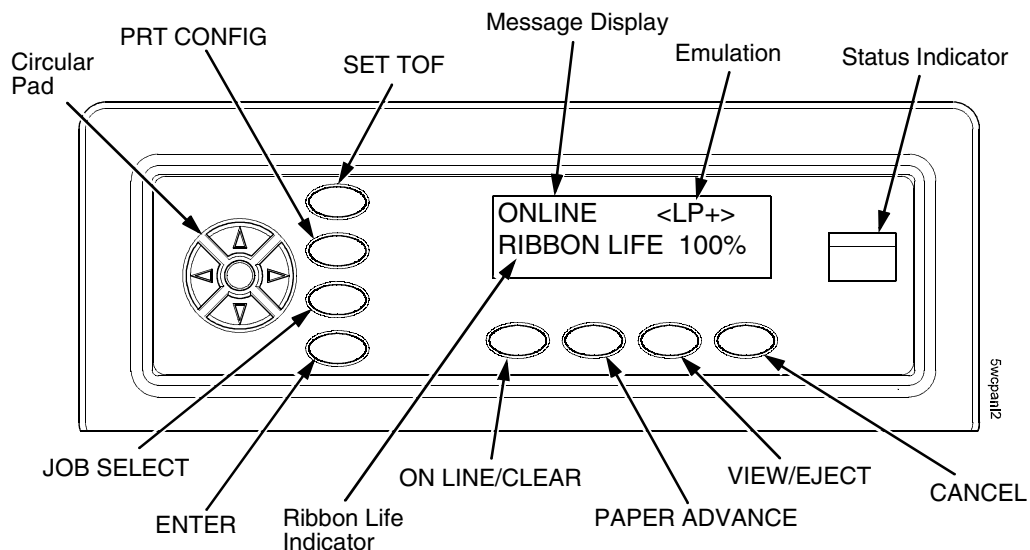 Message Display
PRT CONFIG
Emulation
Circular
Pad
SET TOF
Status Indicator
ONLINE <LP+>
RIBBON LIFE 100%
5wcpanl2
JOB SELECT
ON LINE/CLEAR
VIEW/EJECT
CANCEL
ENTER
Ribbon Life
Indicator
PAPER ADVANCE